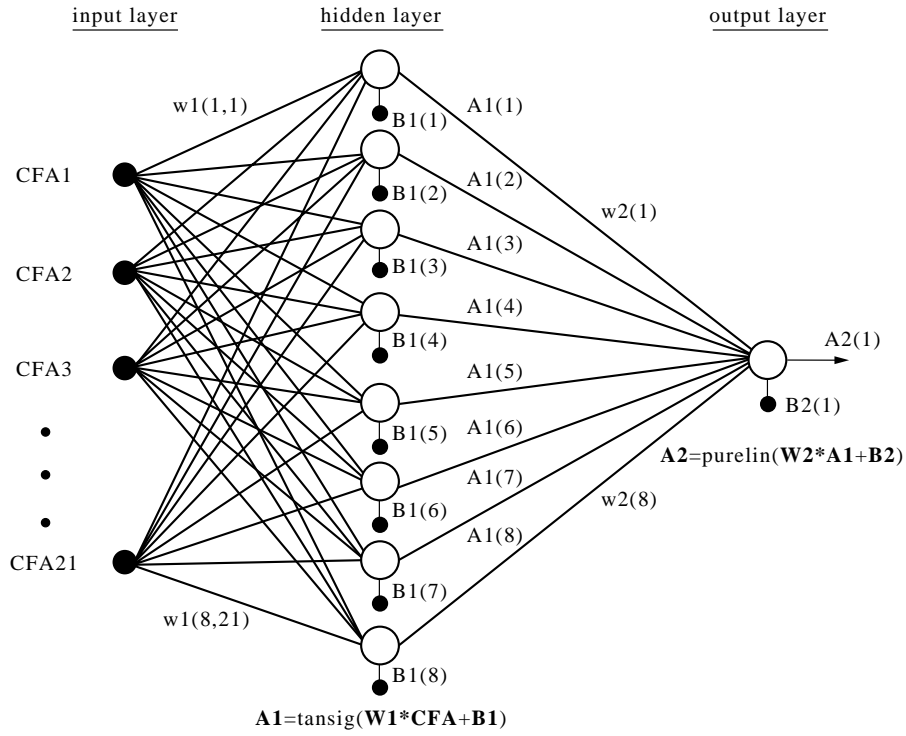 input layer
hidden layer
output layer
w1(1,1)
CFA1
CFA2
CFA3
CFA21
w1(8,21)
B1(1)
B1(2)
B1(3)
B1(4)
B1(5)
B1(6)
B1(7)
B1(8)
A1=tansig(W1*CFA+B1)
A1(1)
A1(2)
A1(3)
A1(4)
A1(5)
A1(6)
A1(7)
A1(8)
w2(1)
w2(8)
A2(1)
B2(1)
A2=purelin(W2*A1+B2)